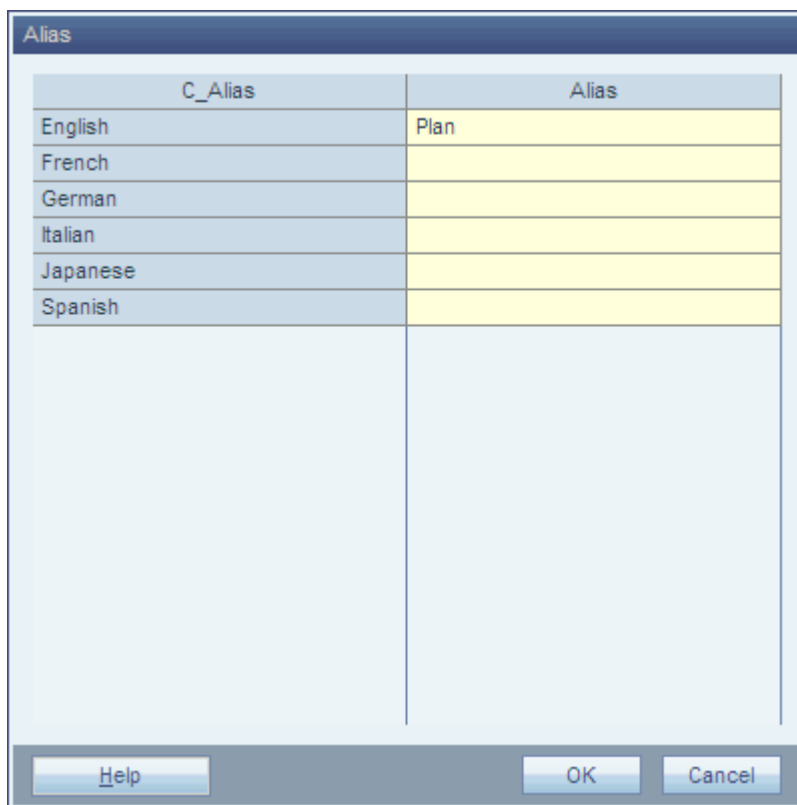 Alias
C_Alias Alias
English Plan
French
German
Italian
Japanese
Spanish
Help OK Cancel